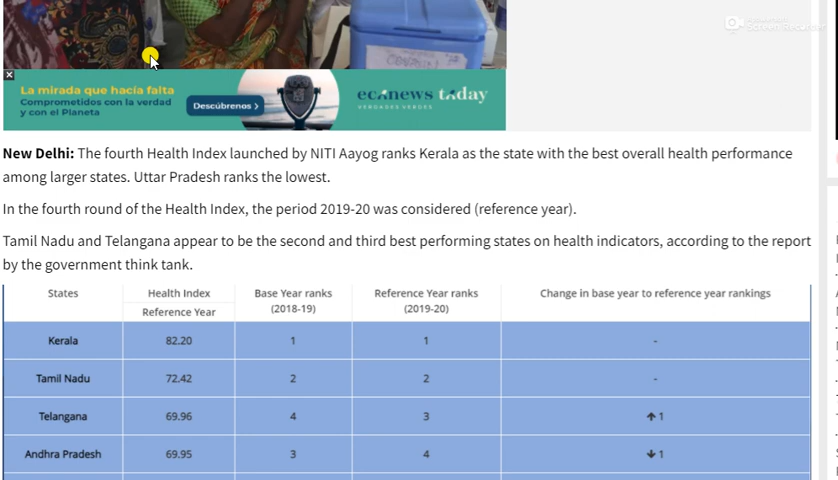 Screen Recorder
La mirada que hacía falta
Comprometidos con la verdad
y con el Planeta
Descúbrenos >
econews today
VERDADES VERDES
New Delhi: The fourth Health Index launched by NITI Aayog ranks Kerala as the state with the best overall health performance
among larger states. Uttar Pradesh ranks the lowest.
In the fourth round of the Health Index, the period 2019-20 was considered (reference year).
Tamil Nadu and Telangana appear to be the second and third best performing states on health indicators, according to the report
by the government think tank.
States Health Index Base Year ranks Reference Year ranks Change in base year to reference year rankings
Reference Year (2018-19) (2019-20)
Kerala 82.20 1 1 -
Tamil Nadu 72.42 2 2 -
Telangana 69.96 4 3 ↑ 1
Andhra Pradesh 69.95 3 4 ↓ 1